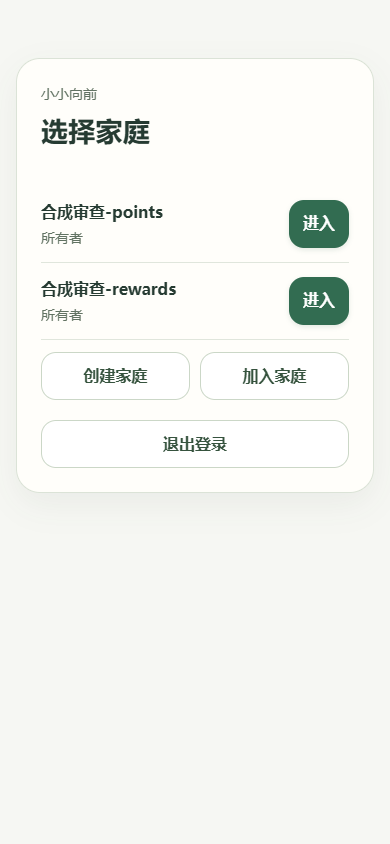 小小向前
选择家庭
合成审查-points
所有者
进入
合成审查-rewards
所有者
进入
创建家庭
加入家庭
退出登录